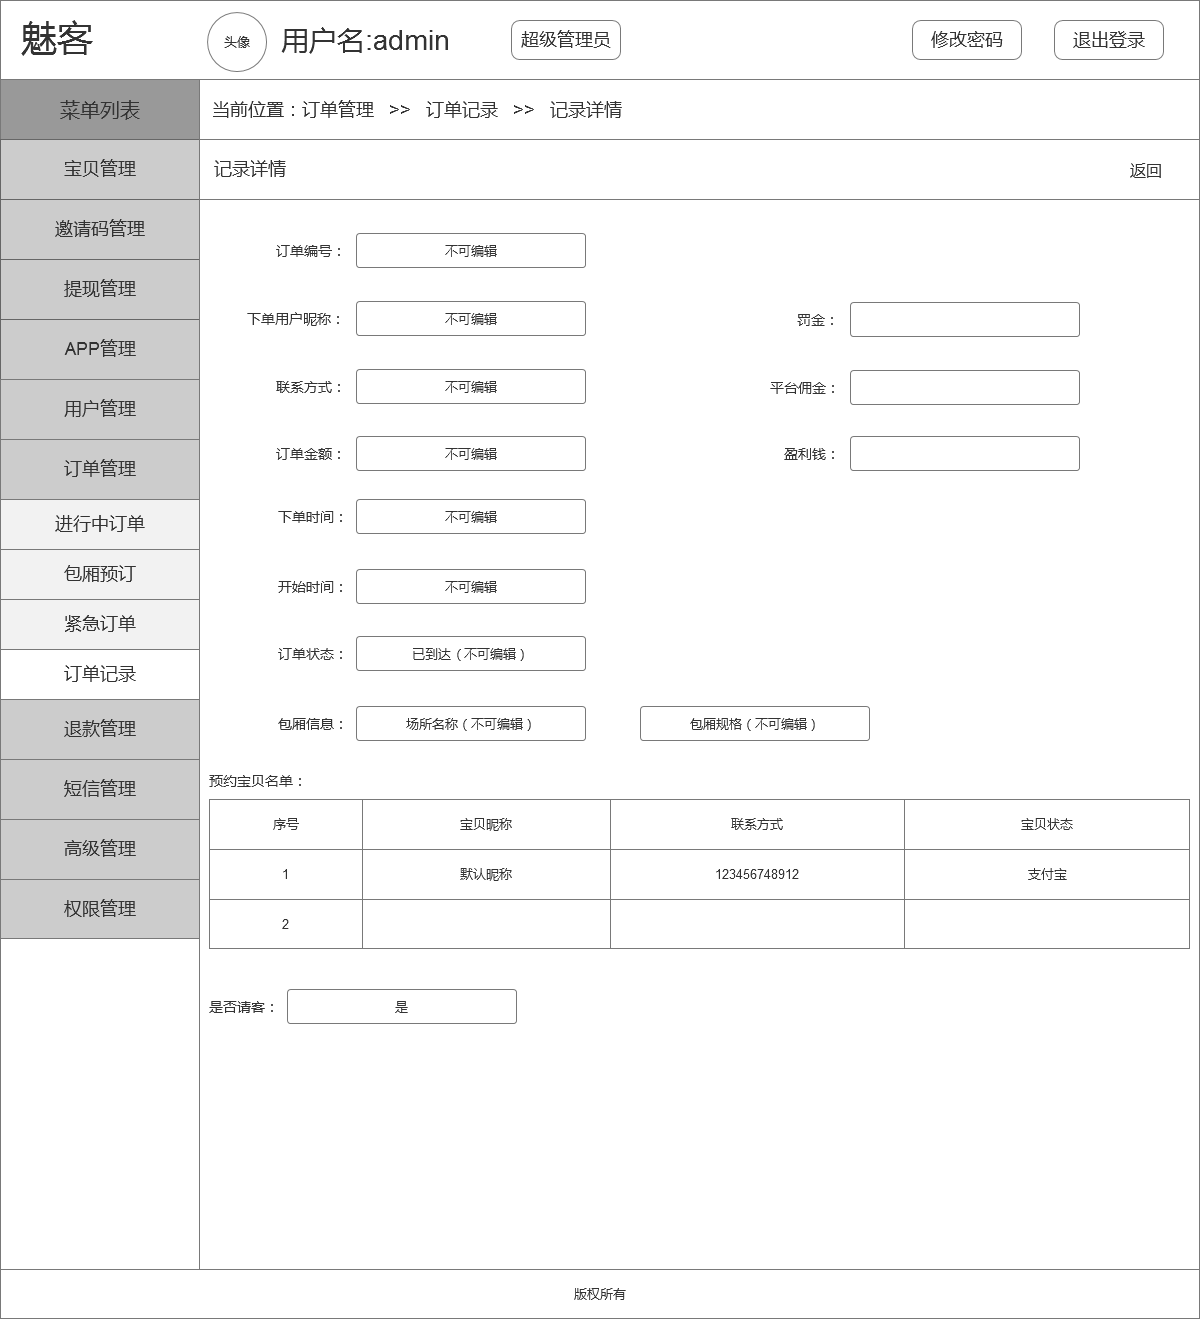 魅客
头像
用户名:admin
超级管理员
修改密码
退出登录
菜单列表
宝贝管理
邀请码管理
提现管理
APP管理
用户管理
订单管理
进行中订单
包厢预订
紧急订单
订单记录
退款管理
短信管理
高级管理
权限管理
当前位置：订单管理 >> 订单记录 >> 记录详情
记录详情
返回
订单编号： 不可编辑
下单用户昵称： 不可编辑 罚金：
联系方式： 不可编辑 平台佣金：
订单金额： 不可编辑 盈利钱：
下单时间： 不可编辑
开始时间： 不可编辑
订单状态： 已到达（不可编辑）
包厢信息： 场所名称（不可编辑） 包厢规格（不可编辑）
预约宝贝名单：
序号 宝贝昵称 联系方式 宝贝状态
1 默认昵称 123456748912 支付宝
2
是否请客： 是
版权所有